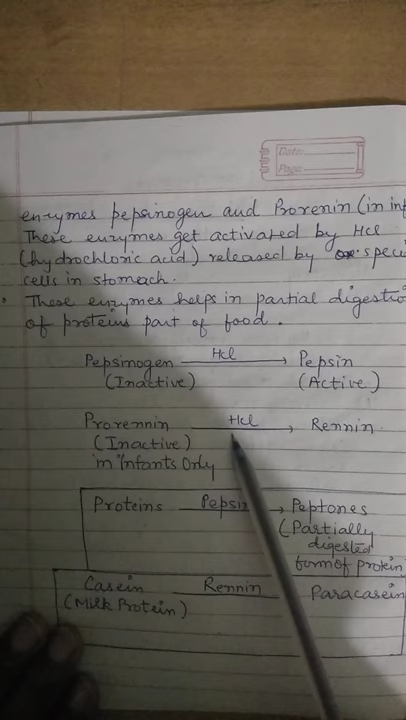 Date:
Page:
enzymes pepsinogen and Prorenin (in inf
These enzymes get activated by Hcl
(hydrochloric acid) released by speci
cells in stomach.
These enzymes helps in partial digestio
of proteins part of food.
Pepsinogen Hcl → Pepsin
(Inactive) (Active)
Prorennin Hcl → Rennin
(Inactive)
in Infants Only
Proteins Pepsin → Peptones
(Partially
digested
form of protein
Casein Rennin Paracasein
(Milk Protein)